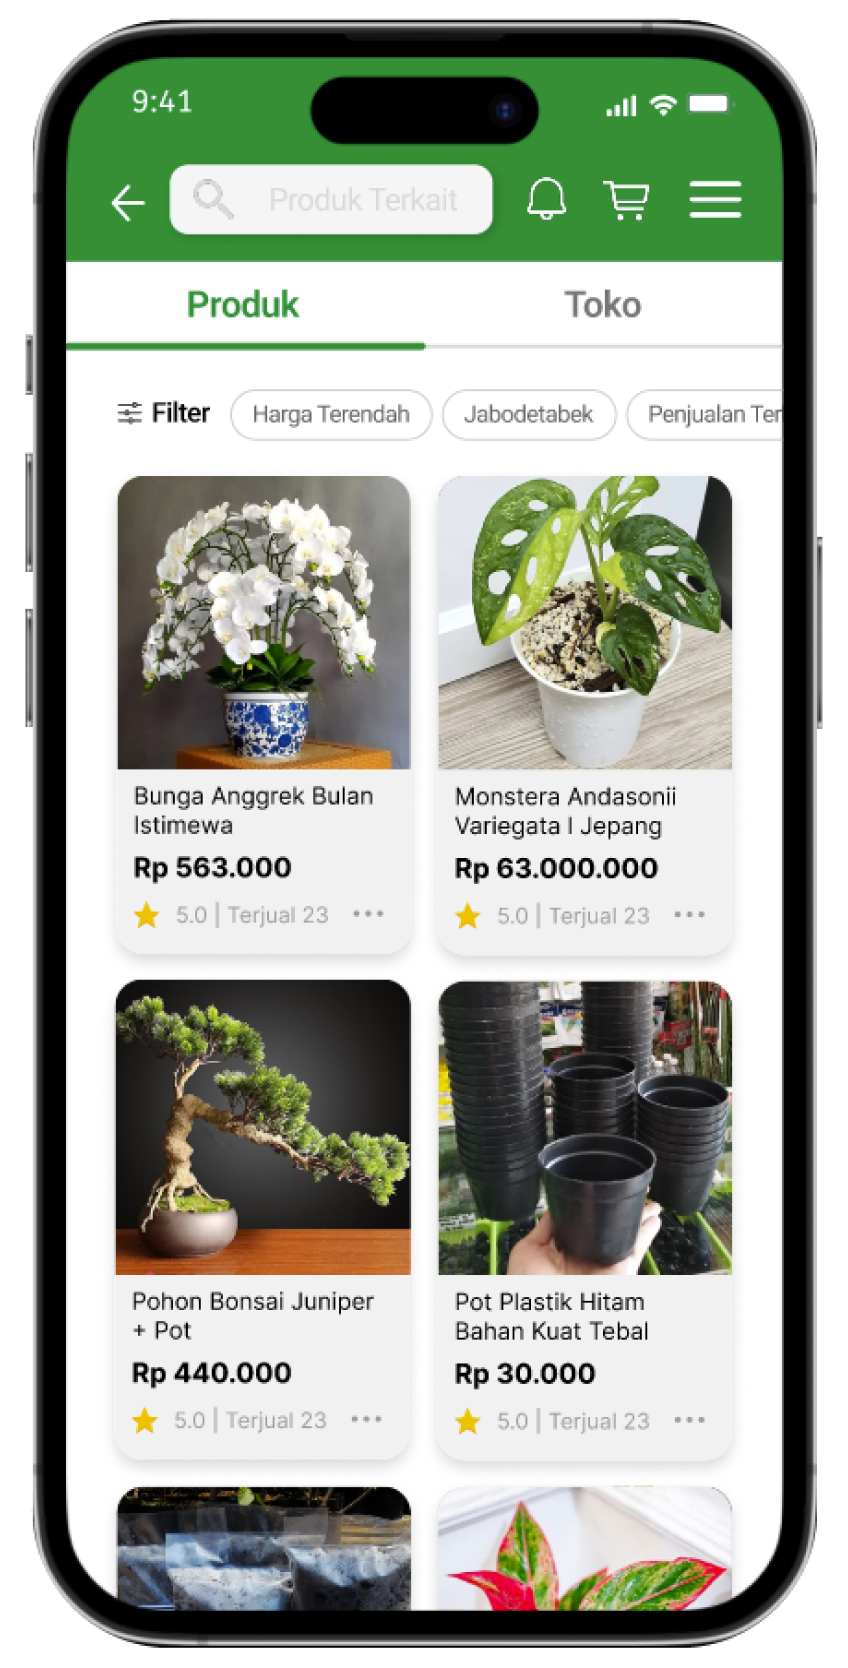 9:41
Produk Terkait
Produk
Toko
Filter
Harga Terendah
Jabodetabek
Penjualan Ter
Bunga Anggrek Bulan
Istimewa
Rp 563.000
5.0 | Terjual 23
Monstera Andasonii
Variegata I Jepang
Rp 63.000.000
5.0 | Terjual 23
Pohon Bonsai Juniper
+ Pot
Rp 440.000
5.0 | Terjual 23
Pot Plastik Hitam
Bahan Kuat Tebal
Rp 30.000
5.0 | Terjual 23